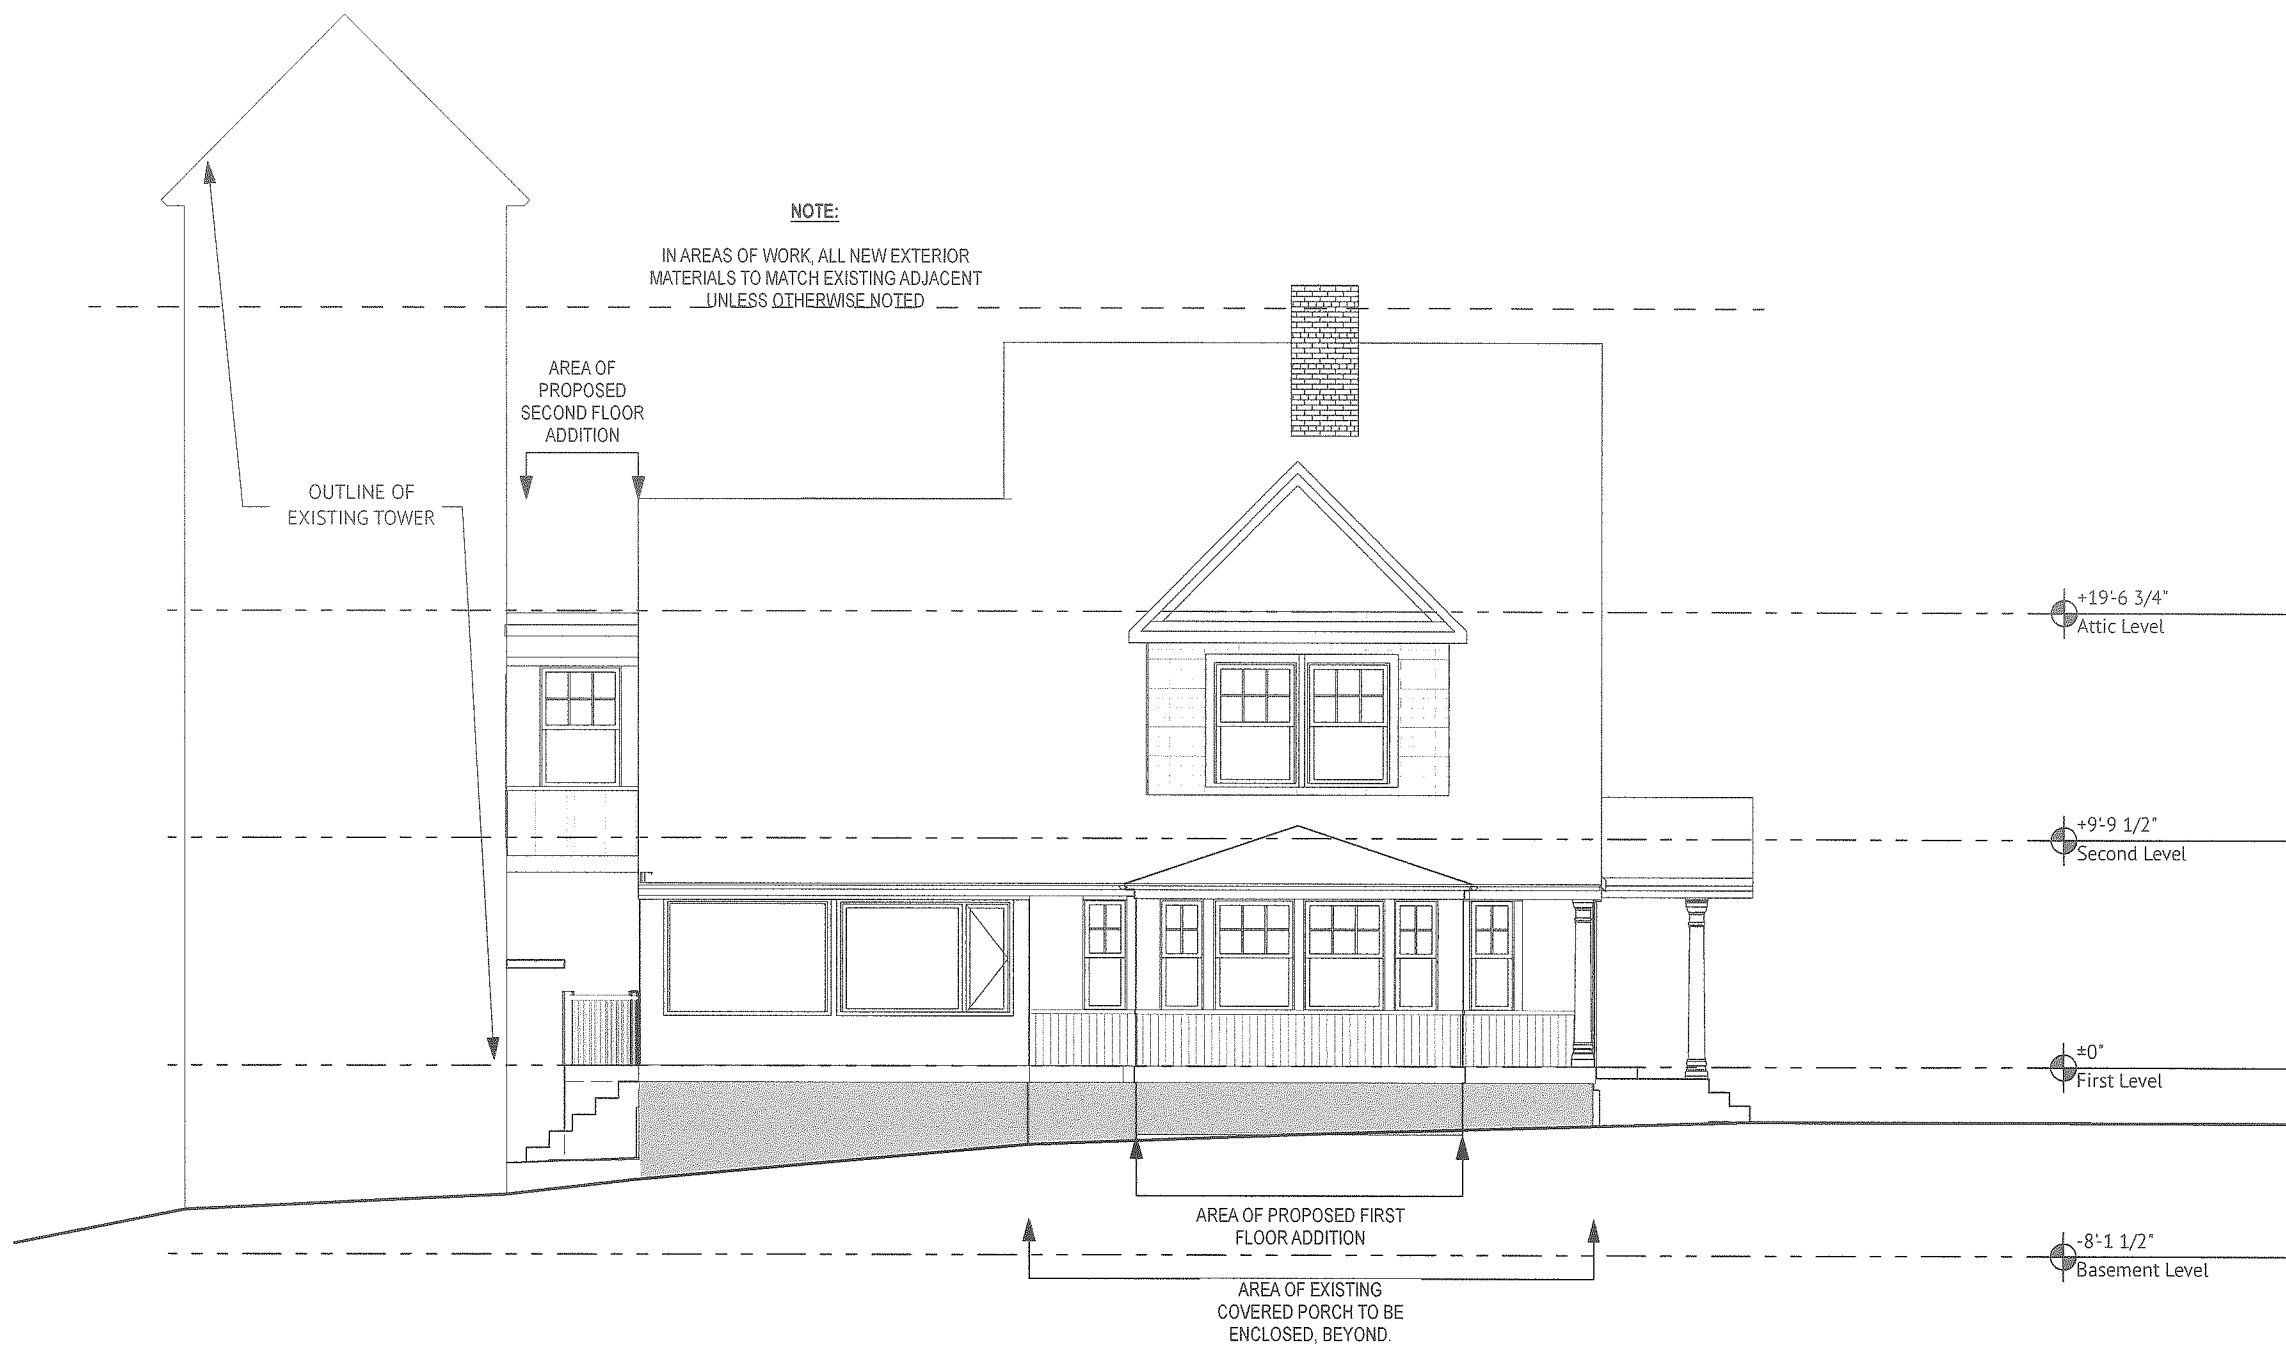 NOTE:
IN AREAS OF WORK, ALL NEW EXTERIOR
MATERIALS TO MATCH EXISTING ADJACENT
UNLESS OTHERWISE NOTED
AREA OF
PROPOSED
SECOND FLOOR
ADDITION
OUTLINE OF
EXISTING TOWER
+19'-6 3/4"
Attic Level
+9'-9 1/2"
Second Level
±0"
First Level
AREA OF PROPOSED FIRST
FLOOR ADDITION
-8'-1 1/2"
Basement Level
AREA OF EXISTING
COVERED PORCH TO BE
ENCLOSED, BEYOND.